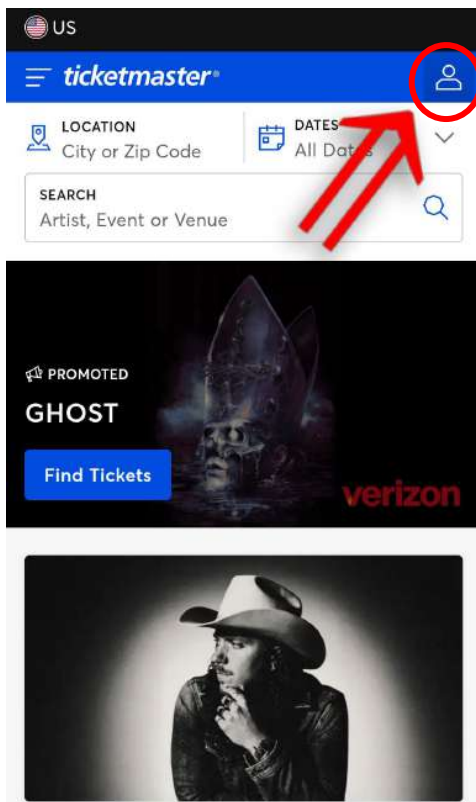 US
ticketmaster®
LOCATION
City or Zip Code
DATES
All Dates
SEARCH
Artist, Event or Venue
PROMOTED
GHOST
Find Tickets
verizon